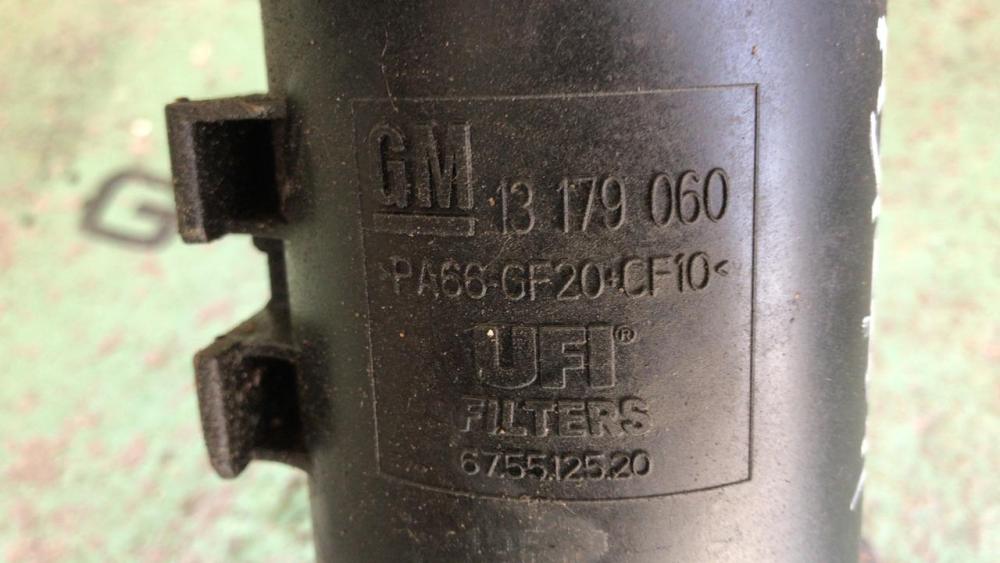 GM 13 179 060
>PA66-GF20+CF10<
UFI®
FILTERS
67.55.125.20
G